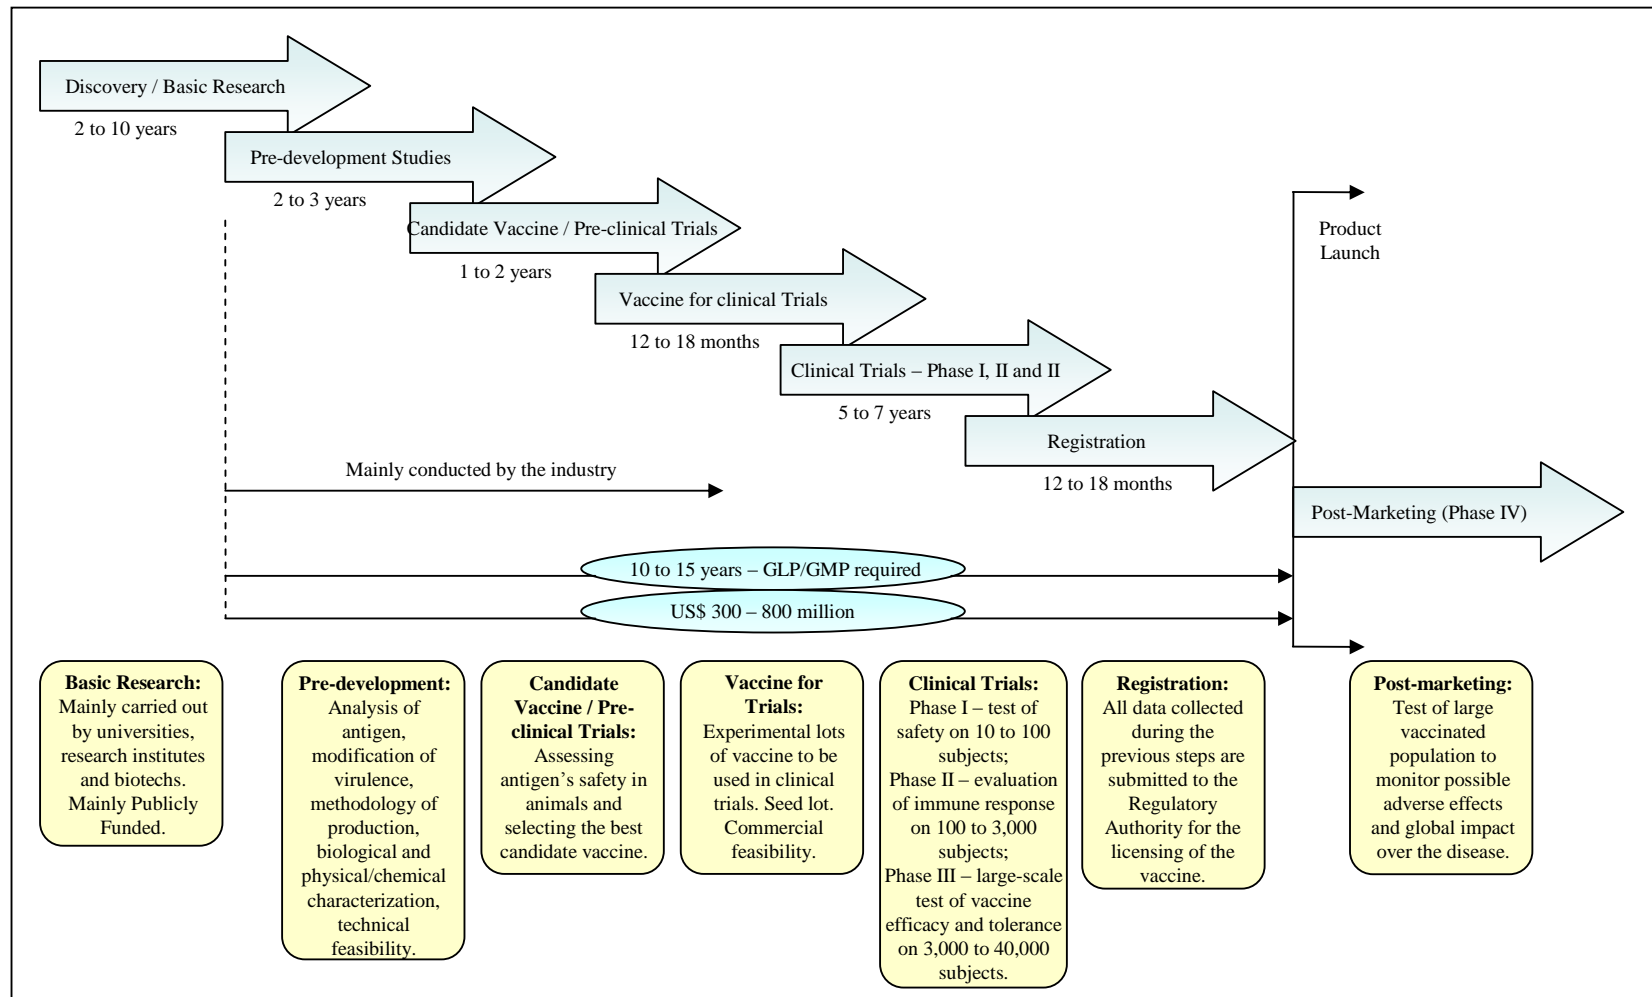 Discovery / Basic Research
2 to 10 years
Pre-development Studies
2 to 3 years
Candidate Vaccine / Pre-clinical Trials
1 to 2 years
Vaccine for clinical Trials
12 to 18 months
Clinical Trials – Phase I, II and II
5 to 7 years
Registration
12 to 18 months
Product
Launch
Post-Marketing (Phase IV)
Mainly conducted by the industry
10 to 15 years – GLP/GMP required
US$ 300 – 800 million
Basic Research:
Mainly carried out
by universities,
research institutes
and biotechs.
Mainly Publicly
Funded.
Pre-development:
Analysis of
antigen,
modification of
virulence,
methodology of
production,
biological and
physical/chemical
characterization,
technical
feasibility.
Candidate
Vaccine / Pre-
clinical Trials:
Assessing
antigen’s safety in
animals and
selecting the best
candidate vaccine.
Vaccine for
Trials:
Experimental lots
of vaccine to be
used in clinical
trials. Seed lot.
Commercial
feasibility.
Clinical Trials:
Phase I – test of
safety on 10 to 100
subjects;
Phase II – evaluation
of immune response
on 100 to 3,000
subjects;
Phase III – large-scale
test of vaccine
efficacy and tolerance
on 3,000 to 40,000
subjects.
Registration:
All data collected
during the
previous steps are
submitted to the
Regulatory
Authority for the
licensing of the
vaccine.
Post-marketing:
Test of large
vaccinated
population to
monitor possible
adverse effects
and global impact
over the disease.